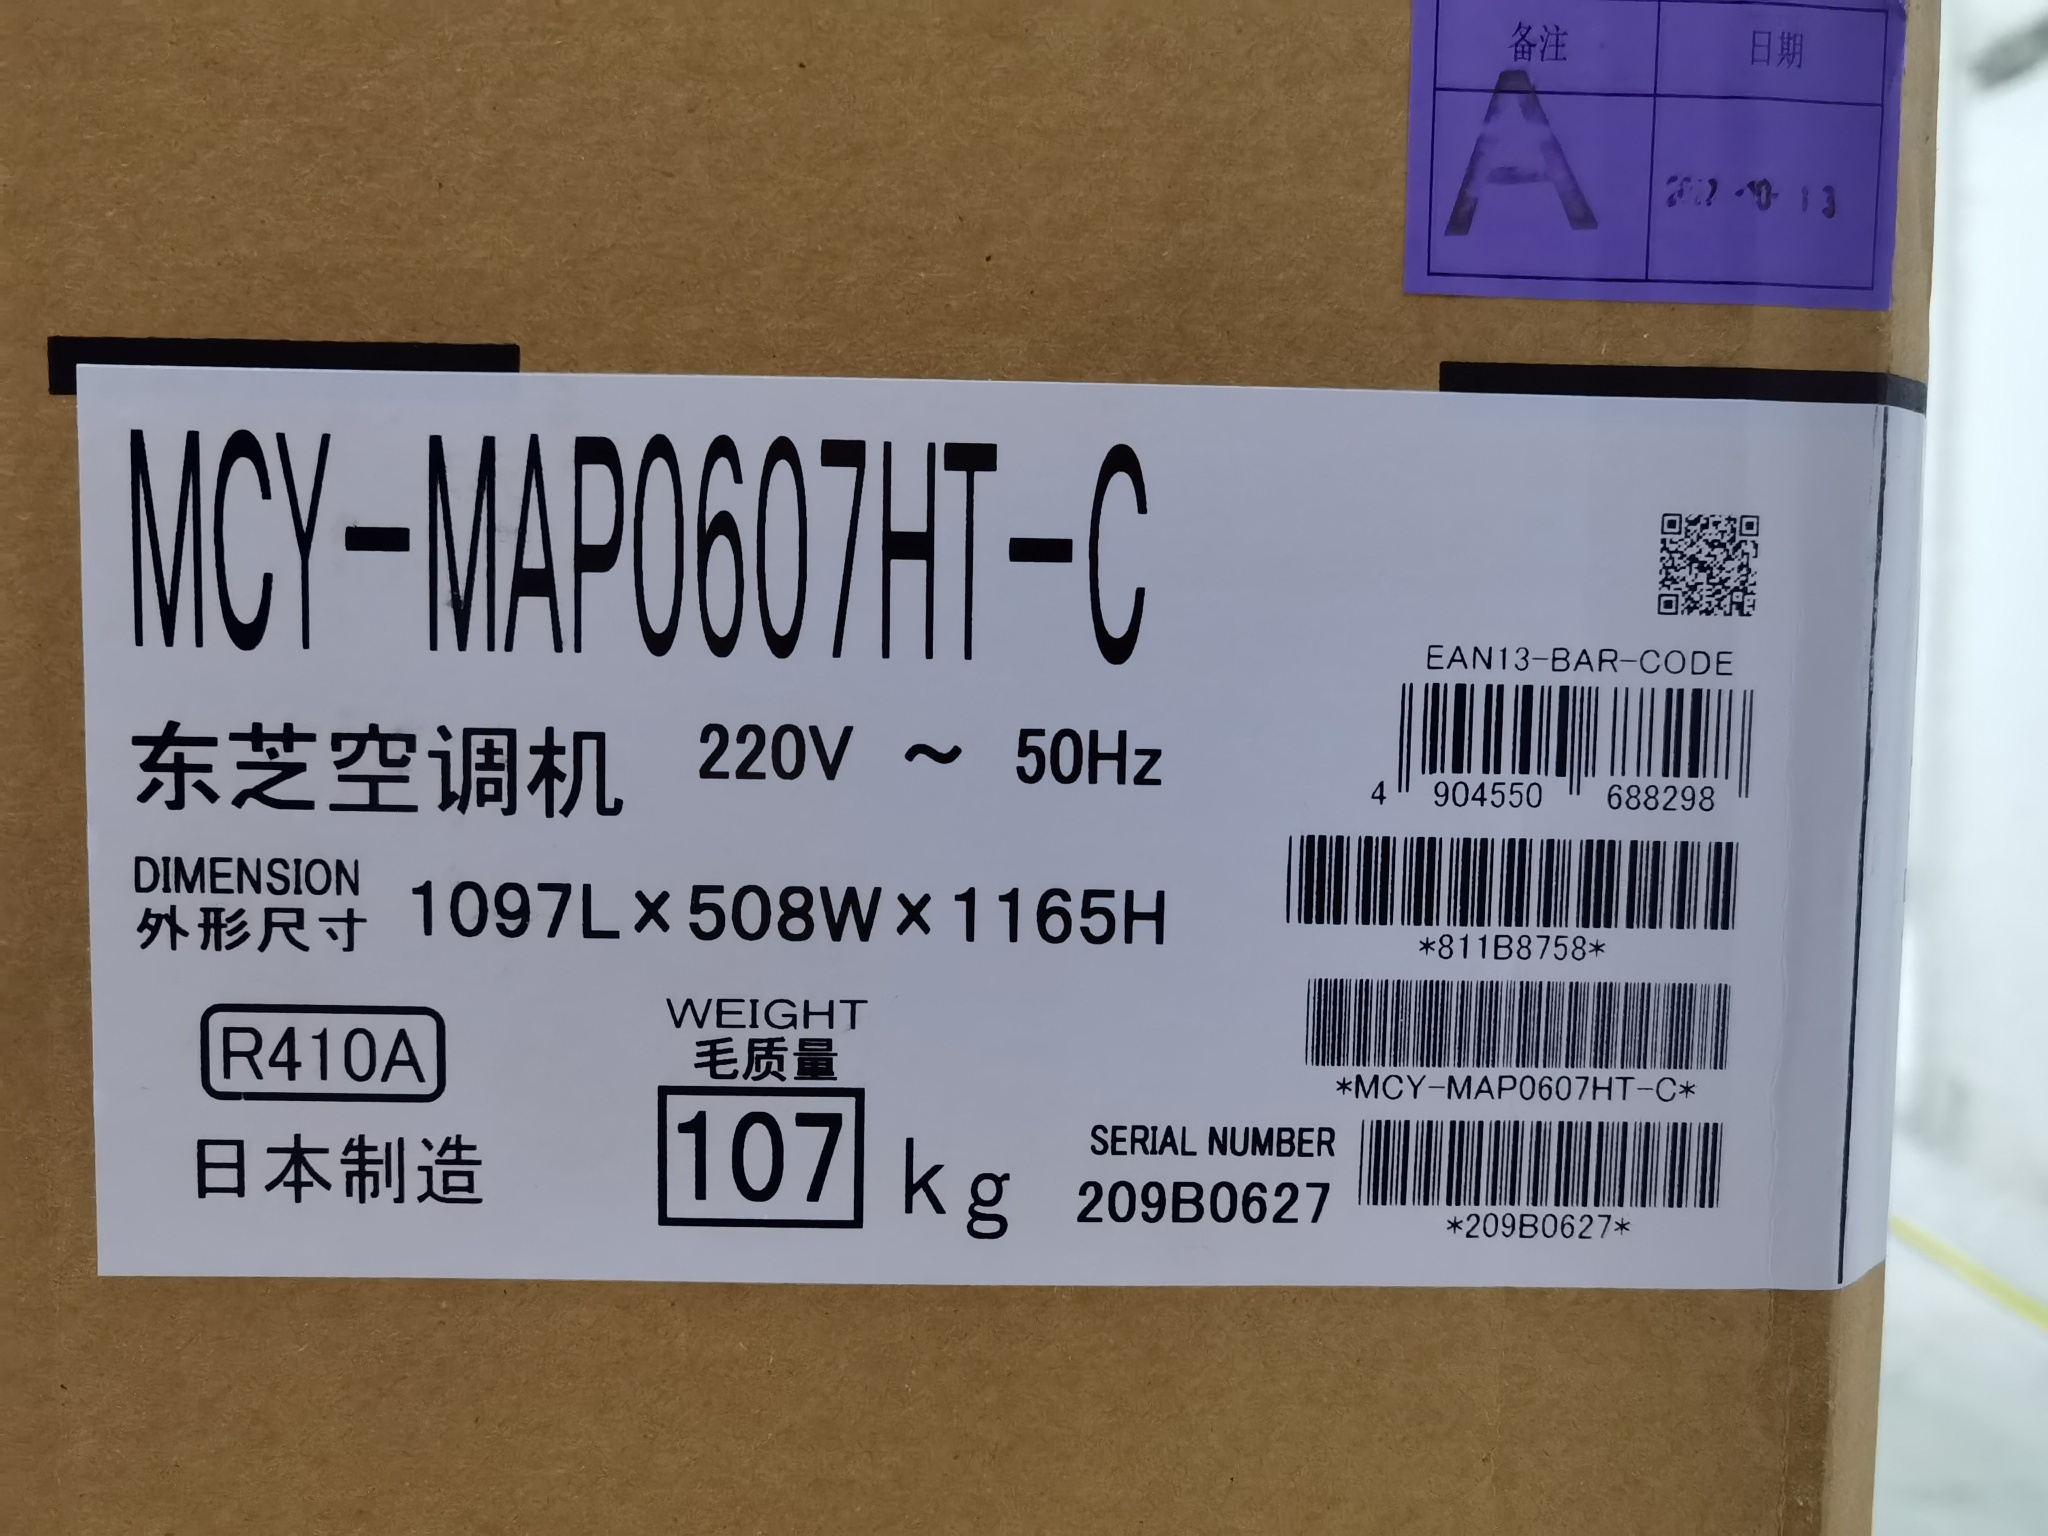 备注 日期
A
MCY-MAP0607HT-C
东芝空调机 220V ~ 50Hz
DIMENSION
外形尺寸 1097L×508W×1165H
R410A
日本制造
WEIGHT
毛质量
107 kg
EAN13-BAR-CODE
4 904550 688298
*811B8758*
*MCY-MAP0607HT-C*
SERIAL NUMBER
209B0627
*209B0627*